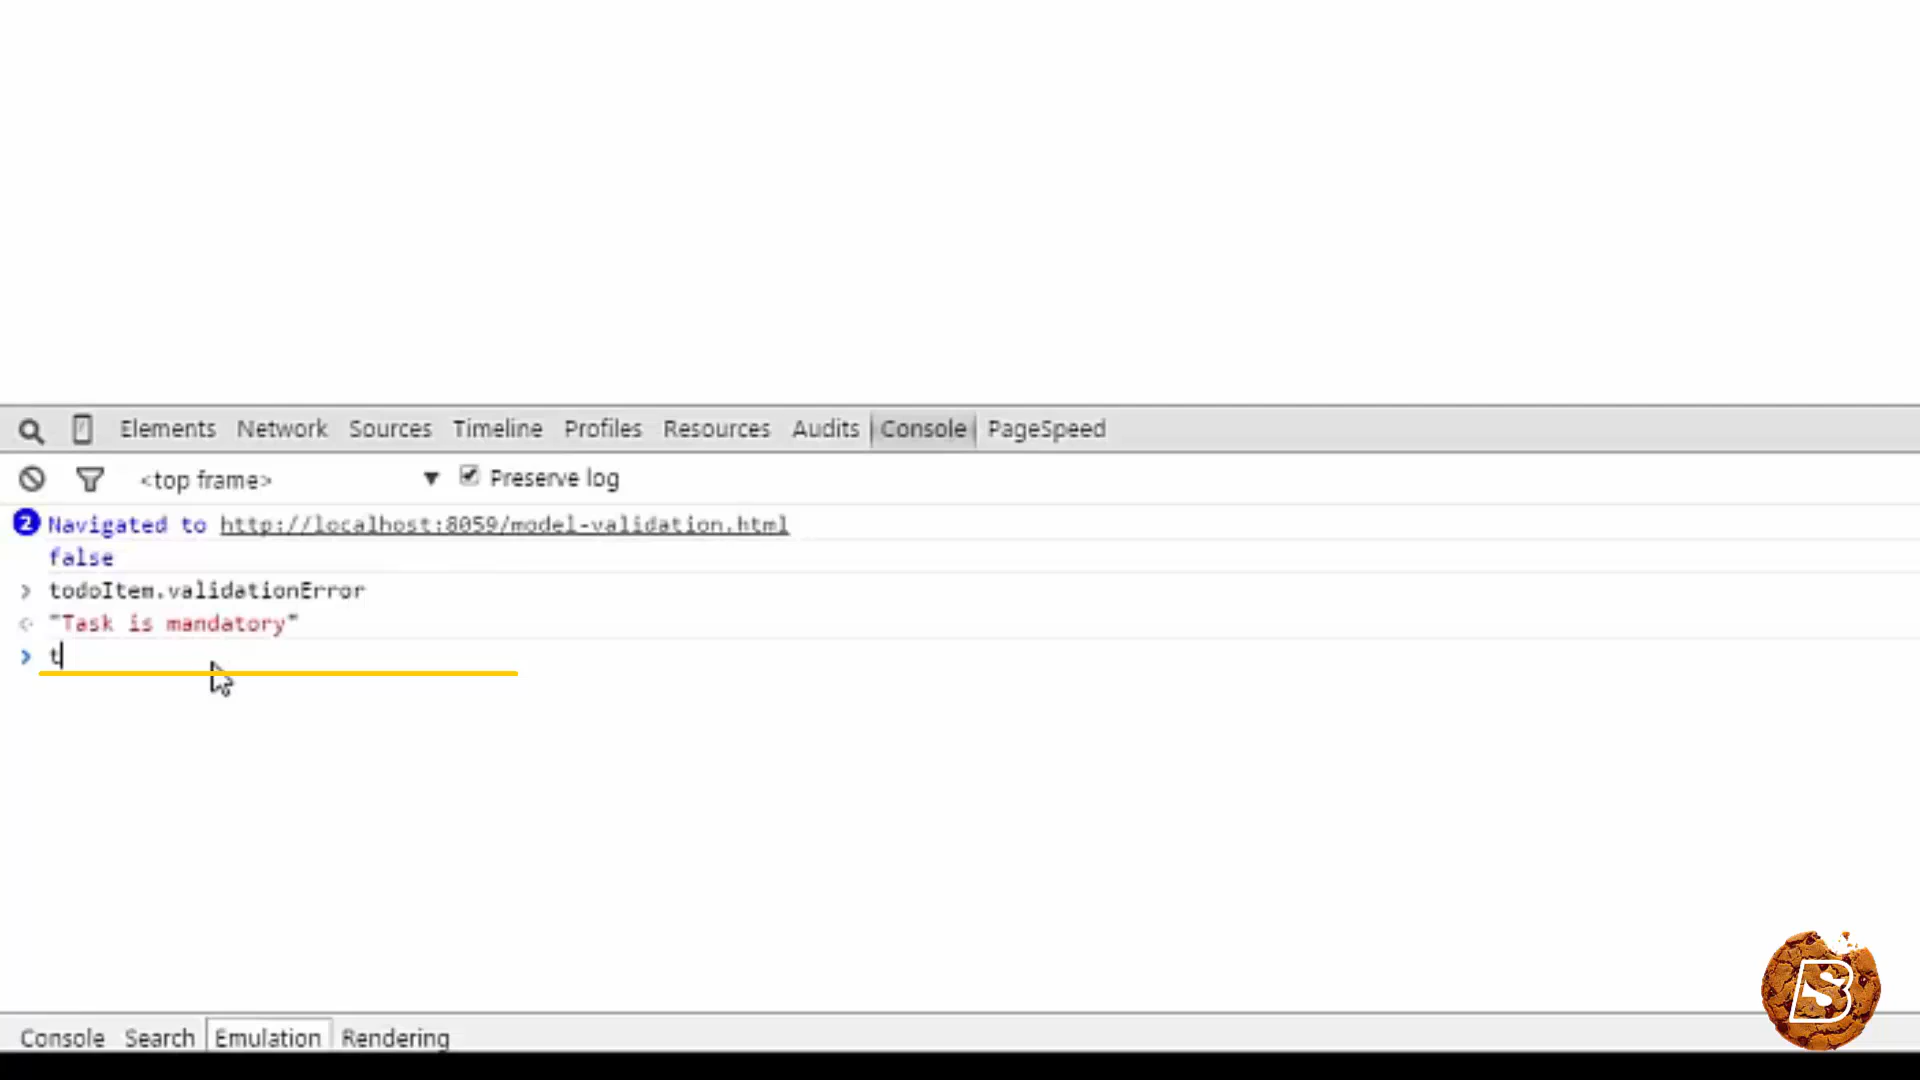 Elements Network Sources Timeline Profiles Resources Audits Console PageSpeed
<top frame> ▼ Preserve log
2 Navigated to http://localhost:8059/model-validation.html
false
> todoItem.validationError
<· "Task is mandatory"
> t
BS
Console Search Emulation Rendering